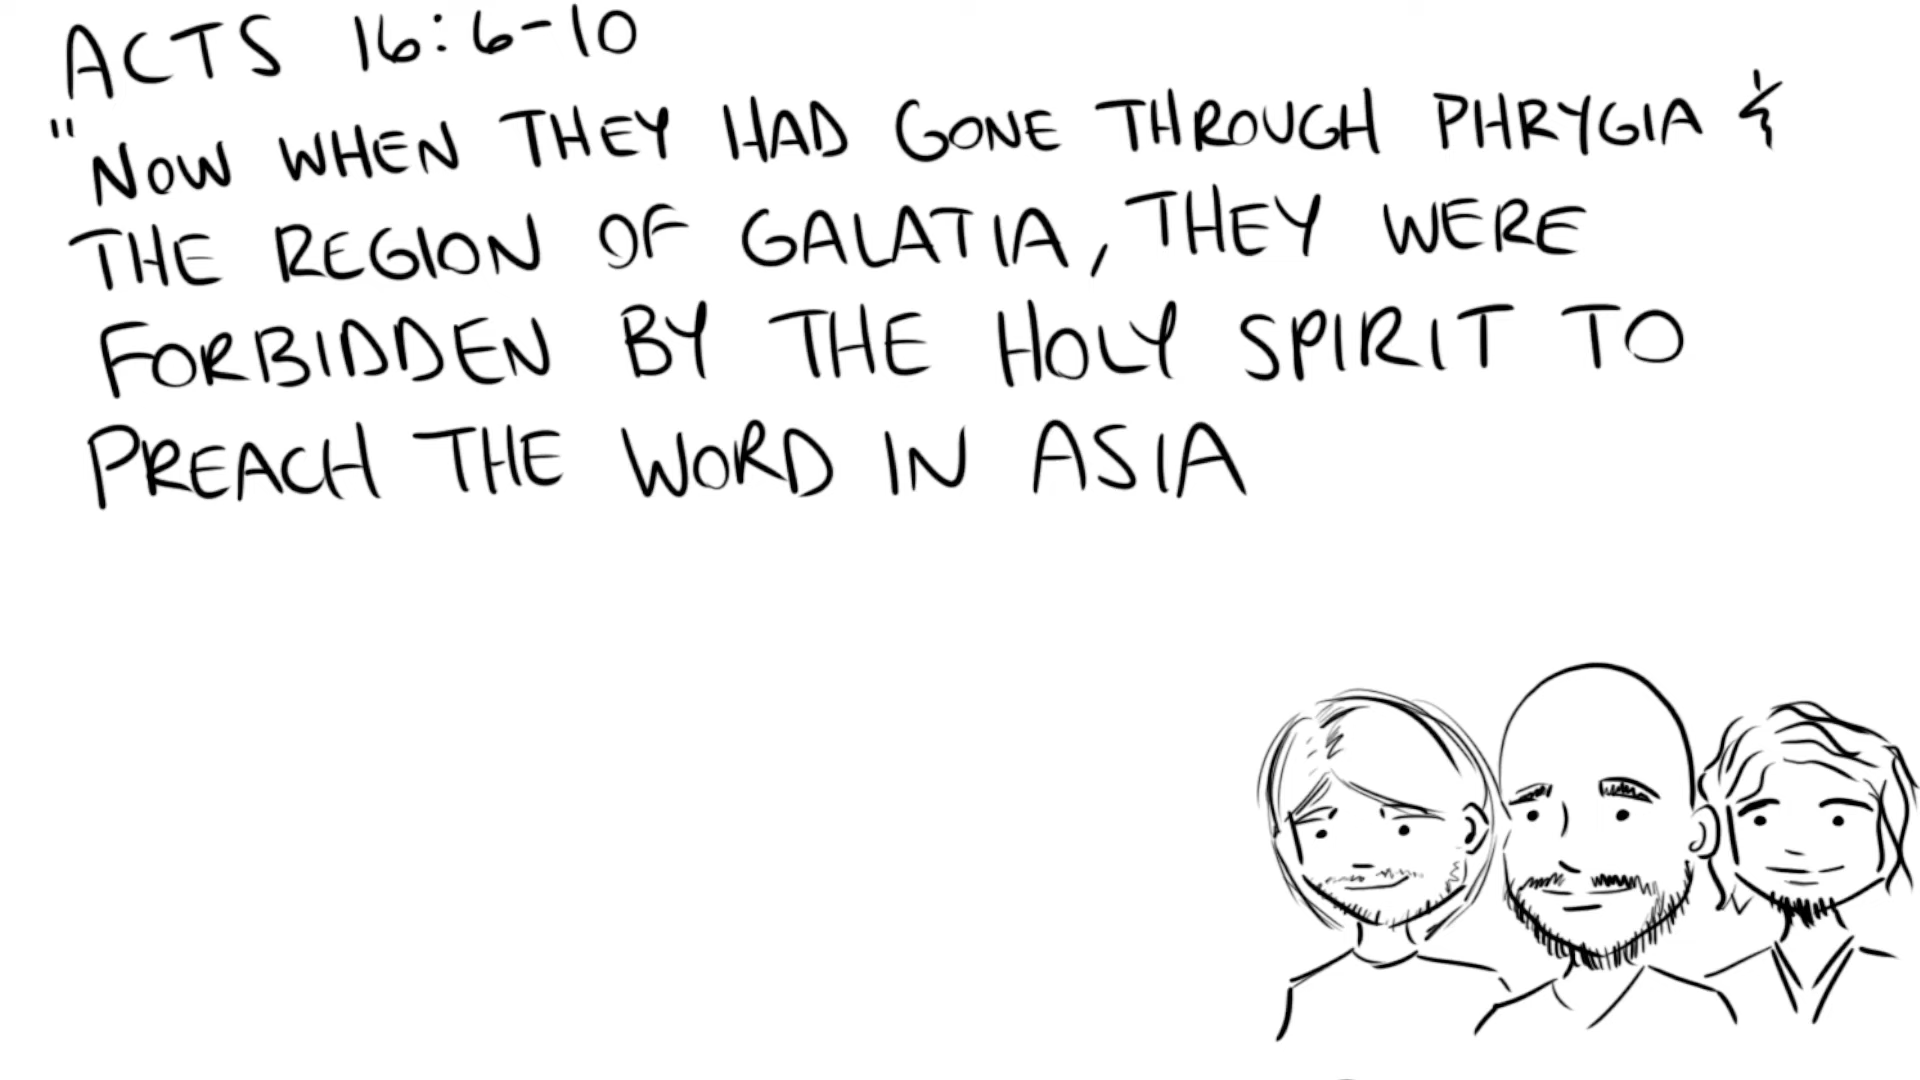 ACTS 16:6-10
"NOW WHEN THEY HAD GONE THROUGH PHRYGIA &
THE REGION OF GALATIA, THEY WERE
FORBIDDEN BY THE HOLY SPIRIT TO
PREACH THE WORD IN ASIA